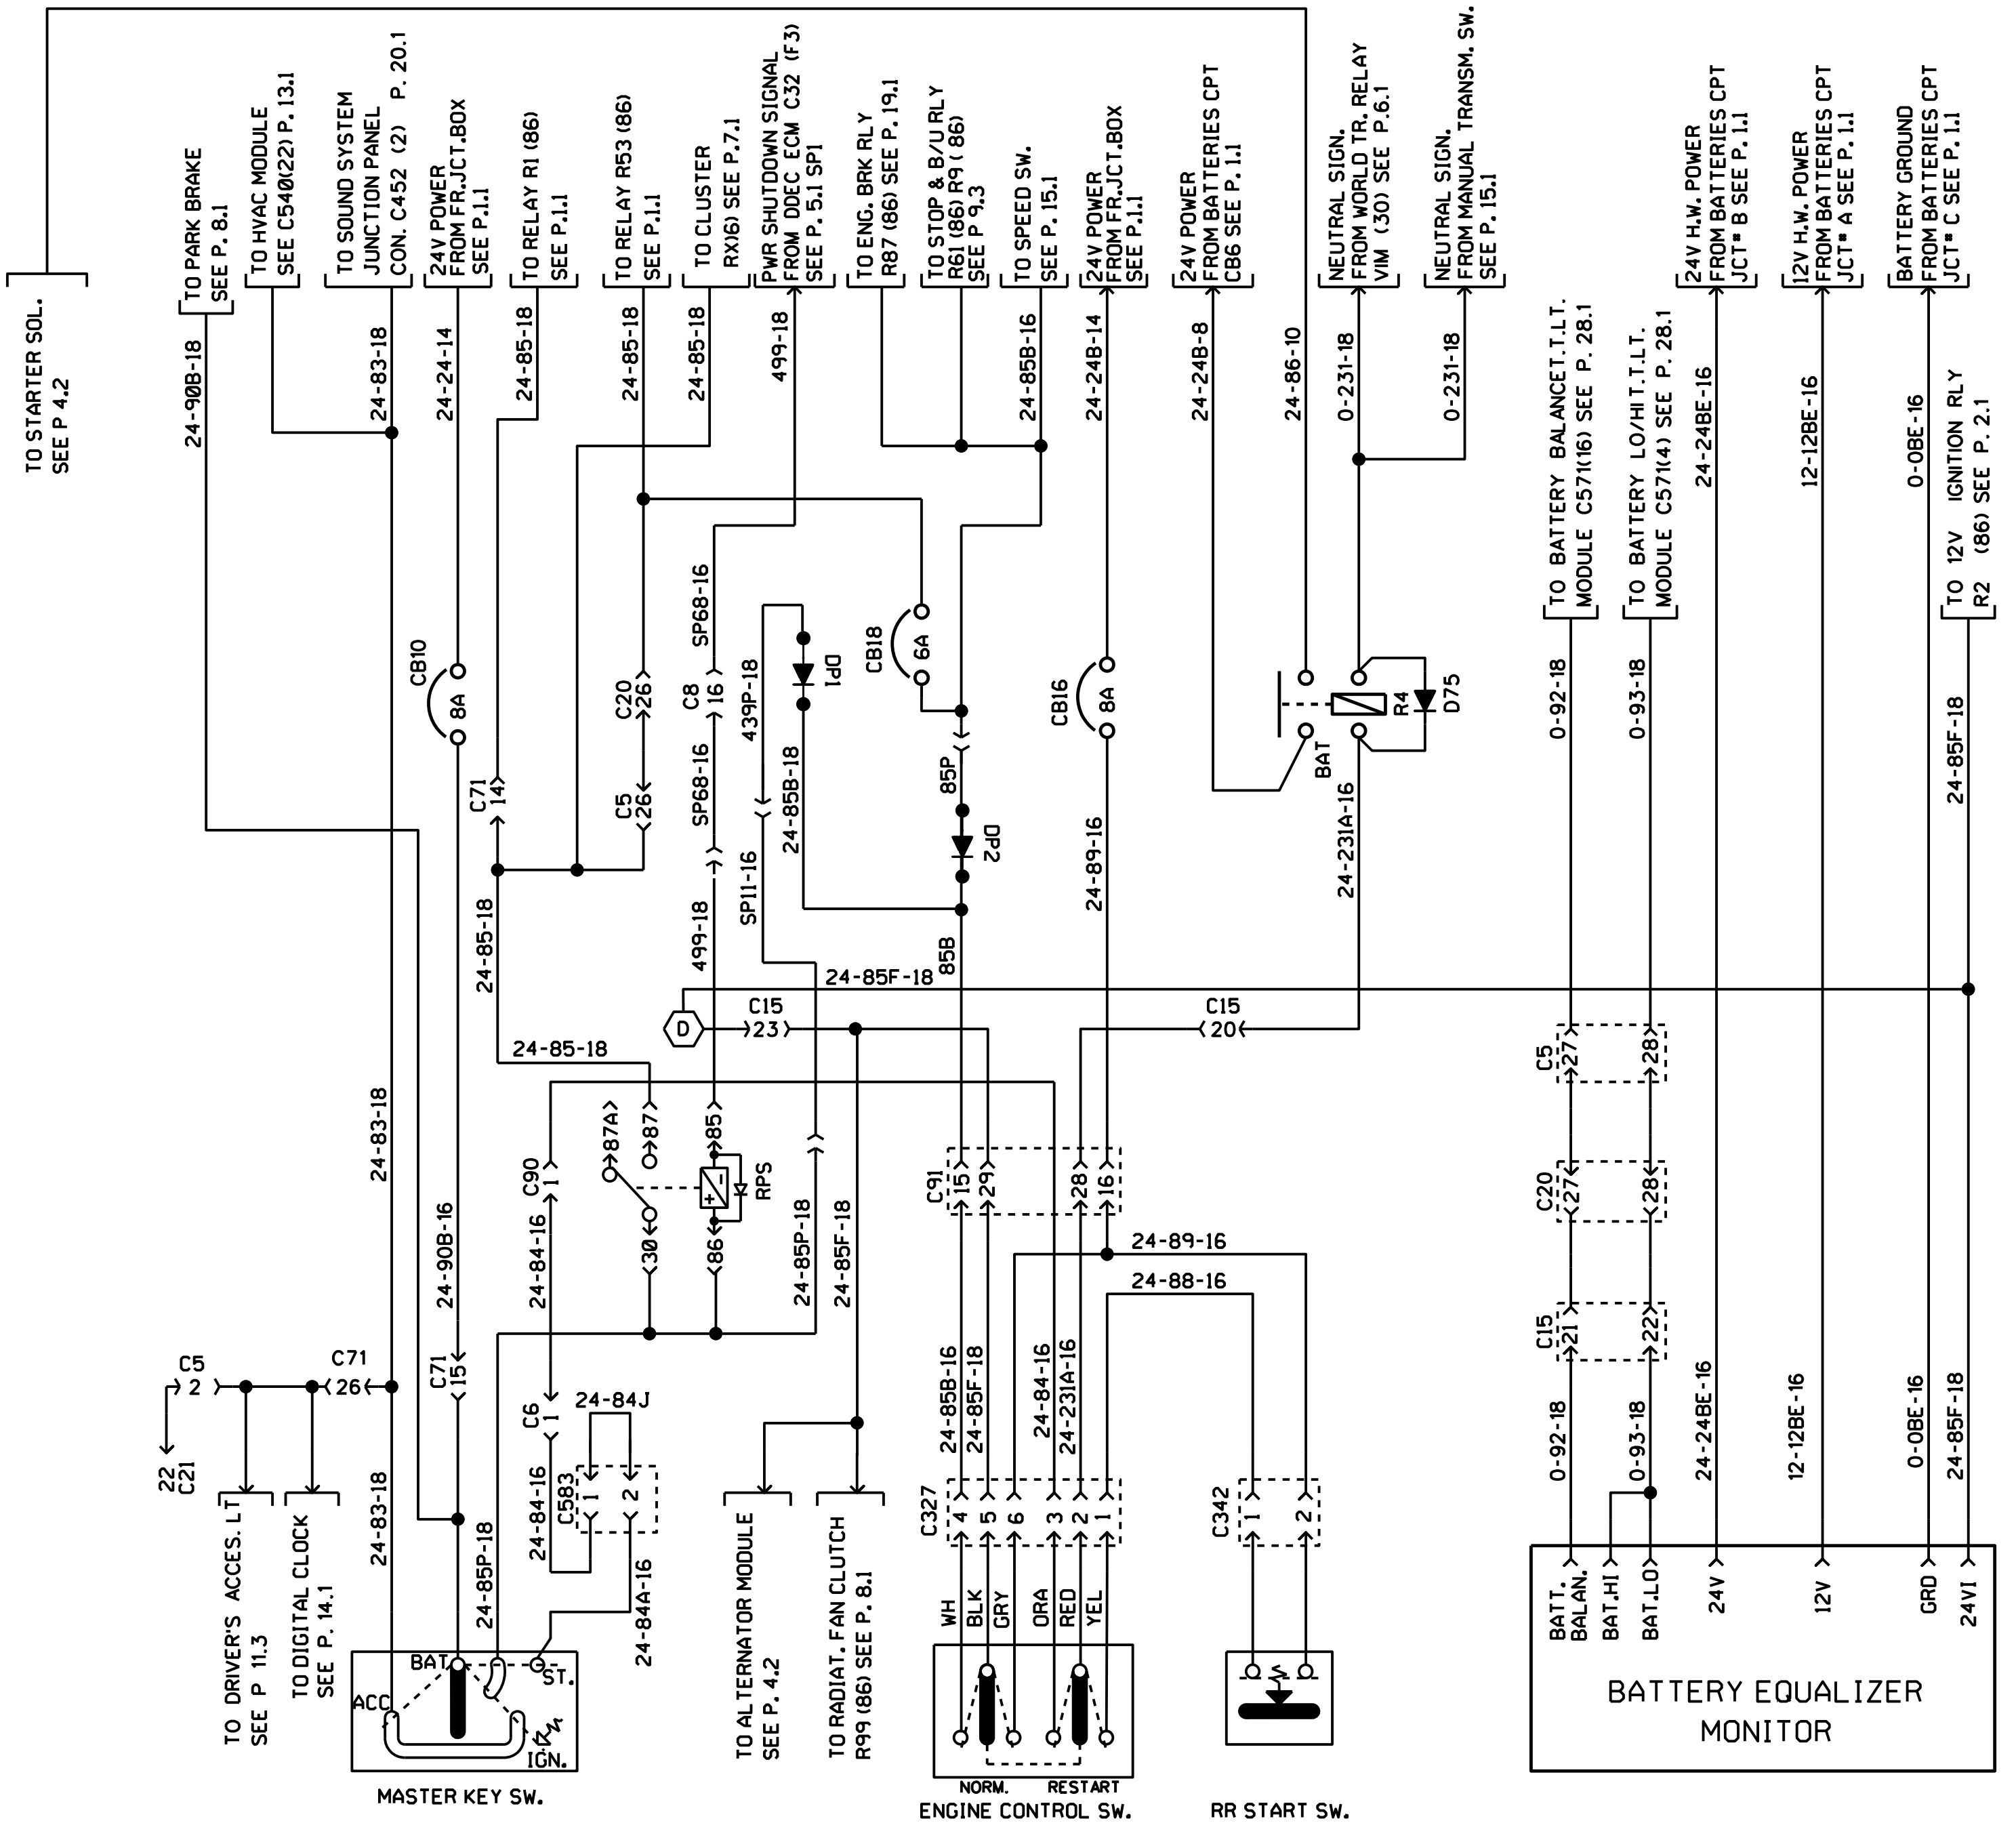 TO STARTER SOL.
SEE P 4.2
TO PARK BRAKE
SEE P. 8.1
TO HVAC MODULE
SEE C540(22) P. 13.1
TO SOUND SYSTEM
JUNCTION PANEL
CON. C452 (2) P. 20.1
24V POWER
FROM FR.JCT.BOX
SEE P.1.1
TO RELAY R1 (86)
SEE P.1.1
TO RELAY R53 (86)
SEE P.1.1
TO CLUSTER
RX)6) SEE P.7.1
PWR SHUTDOWN SIGNAL
FROM DDEC ECM C32 (F3)
SEE P. 5.1 SP1
TO ENG. BRK RLY
R87 (86) SEE P. 19.1
TO STOP & B/U RLY
R61 (86) R9 ( 86)
SEE P 9.3
TO SPEED SW.
SEE P. 15.1
24V POWER
FROM FR.JCT.BOX
SEE P.1.1
24V POWER
FROM BATTERIES CPT
CB6 SEE P. 1.1
NEUTRAL SIGN.
FROM WORLD TR. RELAY
VIM (30) SEE P.6.1
NEUTRAL SIGN.
FROM MANUAL TRANSM. SW.
SEE P. 15.1
TO BATTERY BALANCET.T.LT.
MODULE C571(16) SEE P. 28.1
TO BATTERY LO/HI T.T.LT.
MODULE C571(4) SEE P. 28.1
24V H.W. POWER
FROM BATTERIES CPT
JCT# B SEE P. 1.1
12V H.W. POWER
FROM BATTERIES CPT
JCT# A SEE P. 1.1
BATTERY GROUND
FROM BATTERIES CPT
JCT# C SEE P. 1.1
TO 12V IGNITION RLY
R2 (86) SEE P. 2.1
24-90B-18
24-83-18
24-24-14
24-85-18
24-85-18
24-85-18
499-18
24-85B-16
24-24B-14
24-24B-8
24-86-10
0-231-18
0-231-18
24-24BE-16
12-12BE-16
0-0BE-16
CB10
8A
C71
14
C20
26
C5
26
SP68-16
C8
16
SP68-16
439P-18
DP1
24-85B-18
CB18
6A
85P
DP2
CB16
8A
BAT
R4
D75
0-92-18
0-93-18
24-85F-18
24-85-18
499-18
SP11-16
85B
24-89-16
24-231A-16
24-85F-18
D
C15
23
C15
20
24-85-18
24-83-18
24-90B-16
C90
1
87A
87
85
30
86
+
RPS
24-84-16
24-85P-18
24-85F-18
C91
15
29
28
16
24-89-16
24-88-16
C5
27
28
C20
27
28
C15
21
22
C5
2
C71
26
C71
15
22
C21
C6
1
24-84J
C583
1
2
24-84-16
24-84A-16
24-83-18
24-85P-18
24-85B-16
24-85F-18
24-84-16
24-231A-16
C327
4
5
6
3
2
1
C342
1
2
0-92-18
0-93-18
24-24BE-16
12-12BE-16
0-0BE-16
24-85F-18
TO DRIVER'S ACCES. LT
SEE P 11.3
TO DIGITAL CLOCK
SEE P. 14.1
TO ALTERNATOR MODULE
SEE P. 4.2
TO RADIAT. FAN CLUTCH
R99 (86) SEE P. 8.1
WH
BLK
GRY
ORA
RED
YEL
BAT
ST.
ACC
IGN.
MASTER KEY SW.
NORM.
RESTART
ENGINE CONTROL SW.
RR START SW.
BATT.
BALAN.
BAT.HI
BAT.LO
24V
12V
GRD
24VI
BATTERY EQUALIZER
MONITOR